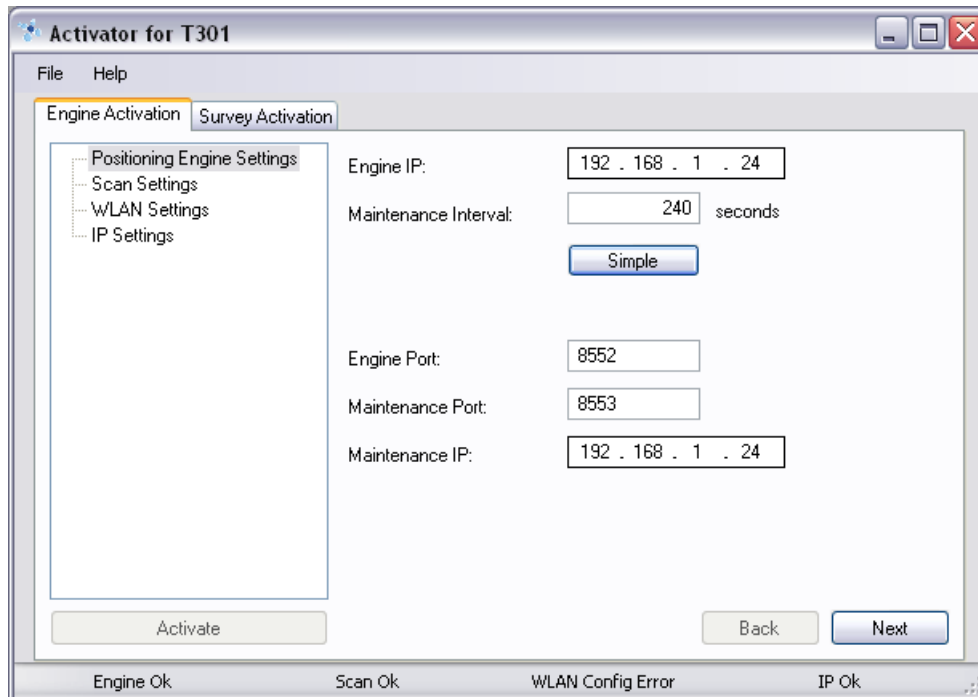 Activator for T301
File Help
Engine Activation Survey Activation
Positioning Engine Settings
Scan Settings
WLAN Settings
IP Settings
Engine IP: 192 . 168 . 1 . 24
Maintenance Interval: 240 seconds
Simple
Engine Port: 8552
Maintenance Port: 8553
Maintenance IP: 192 . 168 . 1 . 24
Activate Back Next
Engine Ok Scan Ok WLAN Config Error IP Ok